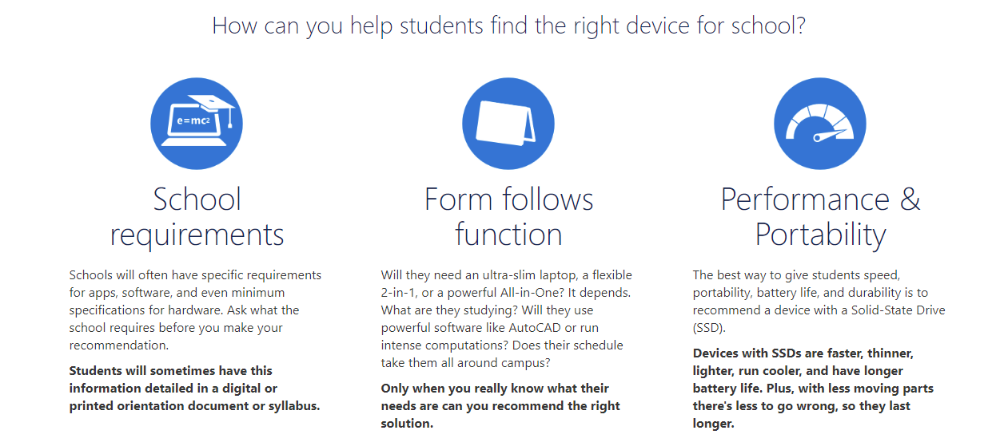 How can you help students find the right device for school?
e=mc²
School
requirements
Schools will often have specific requirements
for apps, software, and even minimum
specifications for hardware. Ask what the
school requires before you make your
recommendation.
Students will sometimes have this
information detailed in a digital or
printed orientation document or syllabus.
Form follows
function
Will they need an ultra-slim laptop, a flexible
2-in-1, or a powerful All-in-One? It depends.
What are they studying? Will they use
powerful software like AutoCAD or run
intense computations? Does their schedule
take them all around campus?
Only when you really know what their
needs are can you recommend the right
solution.
Performance &
Portability
The best way to give students speed,
portability, battery life, and durability is to
recommend a device with a Solid-State Drive
(SSD).
Devices with SSDs are faster, thinner,
lighter, run cooler, and have longer
battery life. Plus, with less moving parts
there's less to go wrong, so they last
longer.